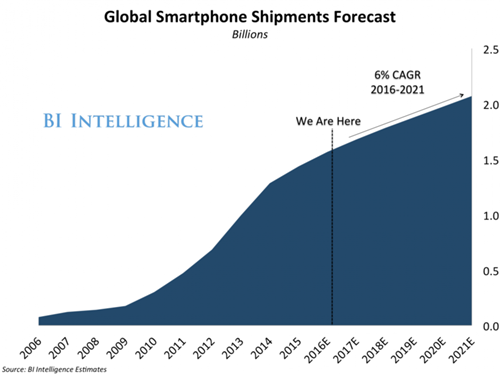 Global Smartphone Shipments Forecast
Billions
2.5
6% CAGR
2016-2021
2.0
BI INTELLIGENCE
We Are Here
1.5
1.0
0.5
0.0
2006 2007 2008 2009 2010 2011 2012 2013 2014 2015 2016E 2017E 2018E 2019E 2020E 2021E
Source: BI Intelligence Estimates